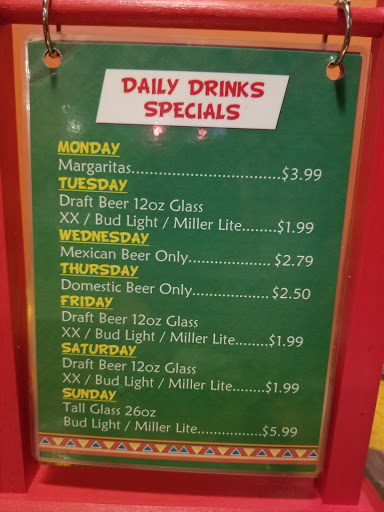 DAILY DRINKS
SPECIALS
MONDAY
Margaritas.................................$3.99
TUESDAY
Draft Beer 12oz Glass
XX / Bud Light / Miller Lite........$1.99
WEDNESDAY
Mexican Beer Only...................$2.79
THURSDAY
Domestic Beer Only..................$2.50
FRIDAY
Draft Beer 12oz Glass
XX / Bud Light / Miller Lite.......$1.99
SATURDAY
Draft Beer 12oz Glass
XX / Bud Light / Miller Lite.......$1.99
SUNDAY
Tall Glass 26oz
Bud Light / Miller Lite...............$5.99